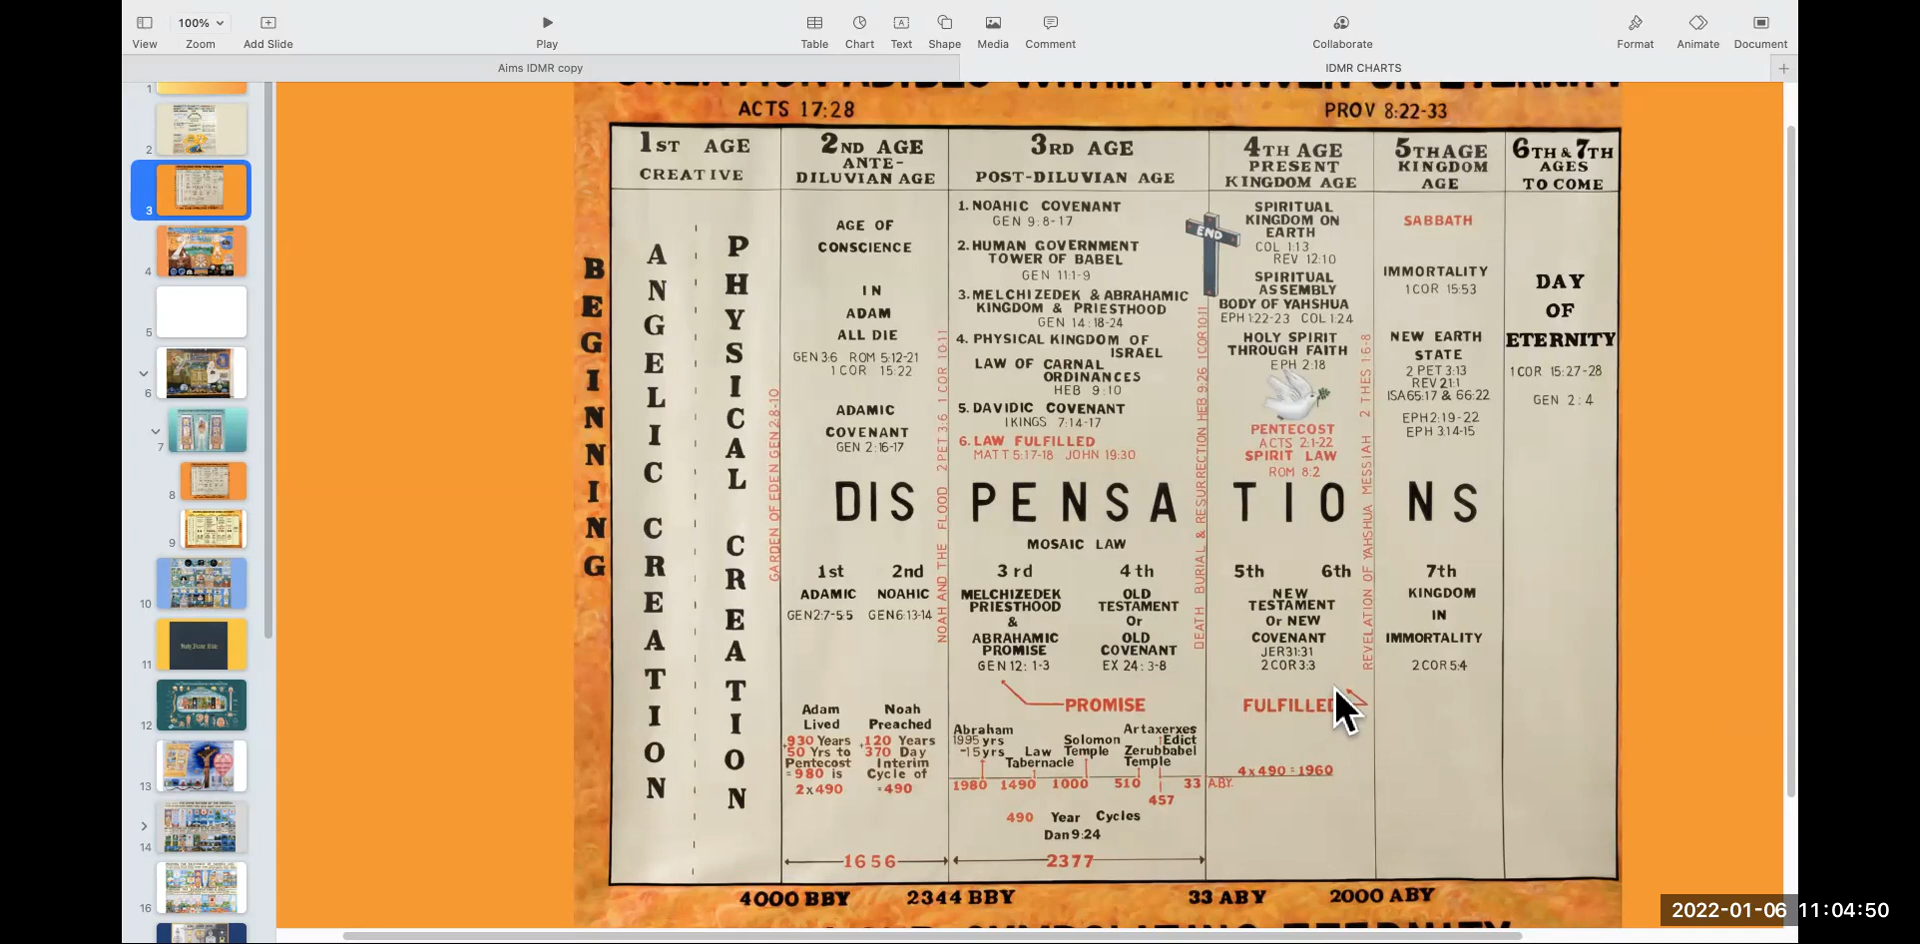 100%
View
Zoom
Add Slide
Play
Table
Chart
Text
Shape
Media
Comment
Collaborate
Format
Animate
Document
Aims IDMR copy
IDMR CHARTS
1
2
3
4
5
6
7
8
9
10
11
12
13
14
16
ACTS 17:28
PROV 8:22-33
BEGINNING
1ST AGE
CREATIVE
ANGELIC CREATION
PHYSICAL CREATION
GARDEN OF EDEN GEN 2:8-10
2ND AGE
ANTE-
DILUVIAN AGE
AGE OF
CONSCIENCE
IN
ADAM
ALL DIE
GEN 3:6 ROM 5:12-21
1 COR 15:22
ADAMIC
COVENANT
GEN 2:16-17
NOAH AND THE FLOOD 2 PET 3:6 1 COR 10:11
3RD AGE
POST-DILUVIAN AGE
1. NOAHIC COVENANT
GEN 9:8-17
2. HUMAN GOVERNMENT
TOWER OF BABEL
GEN 11:1-9
3. MELCHIZEDEK & ABRAHAMIC
KINGDOM & PRIESTHOOD
GEN 14:18-24
4. PHYSICAL KINGDOM OF
ISRAEL
LAW OF CARNAL
ORDINANCES
HEB 9:10
5. DAVIDIC COVENANT
1 KINGS 7:14-17
6. LAW FULFILLED
MATT 5:17-18 JOHN 19:30
END
DEATH BURIAL & RESURRECTION HEB 9:26 1COR10:11
4TH AGE
PRESENT
KINGDOM AGE
SPIRITUAL
KINGDOM ON
EARTH
COL 1:13
REV 12:10
SPIRITUAL
ASSEMBLY
BODY OF YAHSHUA
EPH 1:22-23 COL 1:24
HOLY SPIRIT
THROUGH FAITH
EPH 2:18
PENTECOST
ACTS 2:1-22
SPIRIT LAW
ROM 8:2
REVELATION OF YAHSHUA MESSIAH 2 THES 1:6-8
5TH AGE
KINGDOM
AGE
SABBATH
IMMORTALITY
1 COR 15:53
NEW EARTH
STATE
2 PET 3:13
REV 21:1
ISA 65:17 & 66:22
EPH 2:19-22
EPH 3:14-15
6TH & 7TH
AGES
TO COME
DAY
OF
ETERNITY
1 COR 15:27-28
GEN 2:4
DISPENSATIONS
MOSAIC LAW
1st 2nd 3rd 4th 5th 6th 7th
ADAMIC
GEN 2:7-5:5
NOAHIC
GEN 6:13-14
MELCHIZEDEK
PRIESTHOOD
&
ABRAHAMIC
PROMISE
GEN 12:1-3
OLD
TESTAMENT
Or
OLD
COVENANT
EX 24:3-8
NEW
TESTAMENT
Or NEW
COVENANT
JER31:31
2 COR 3:3
KINGDOM
IN
IMMORTALITY
2 COR 5:4
PROMISE
FULFILLED
Adam
Lived
+930 Years
50 Yrs to
Pentecost
=980 is
2x490
Noah
Preached
+120 Years
370 Day
Interim
Cycle of
=490
Abraham
1995 yrs
-15 yrs
Law
Tabernacle
Solomon
Temple
Artaxerxes
Edict
Zerubbabel
Temple
1980 1490 1000 510 33 ABY.
457
4x490=1960
490 Year Cycles
Dan 9:24
1656
2377
4000 BBY 2344 BBY 33 ABY 2000 ABY
2022-01-06 11:04:50